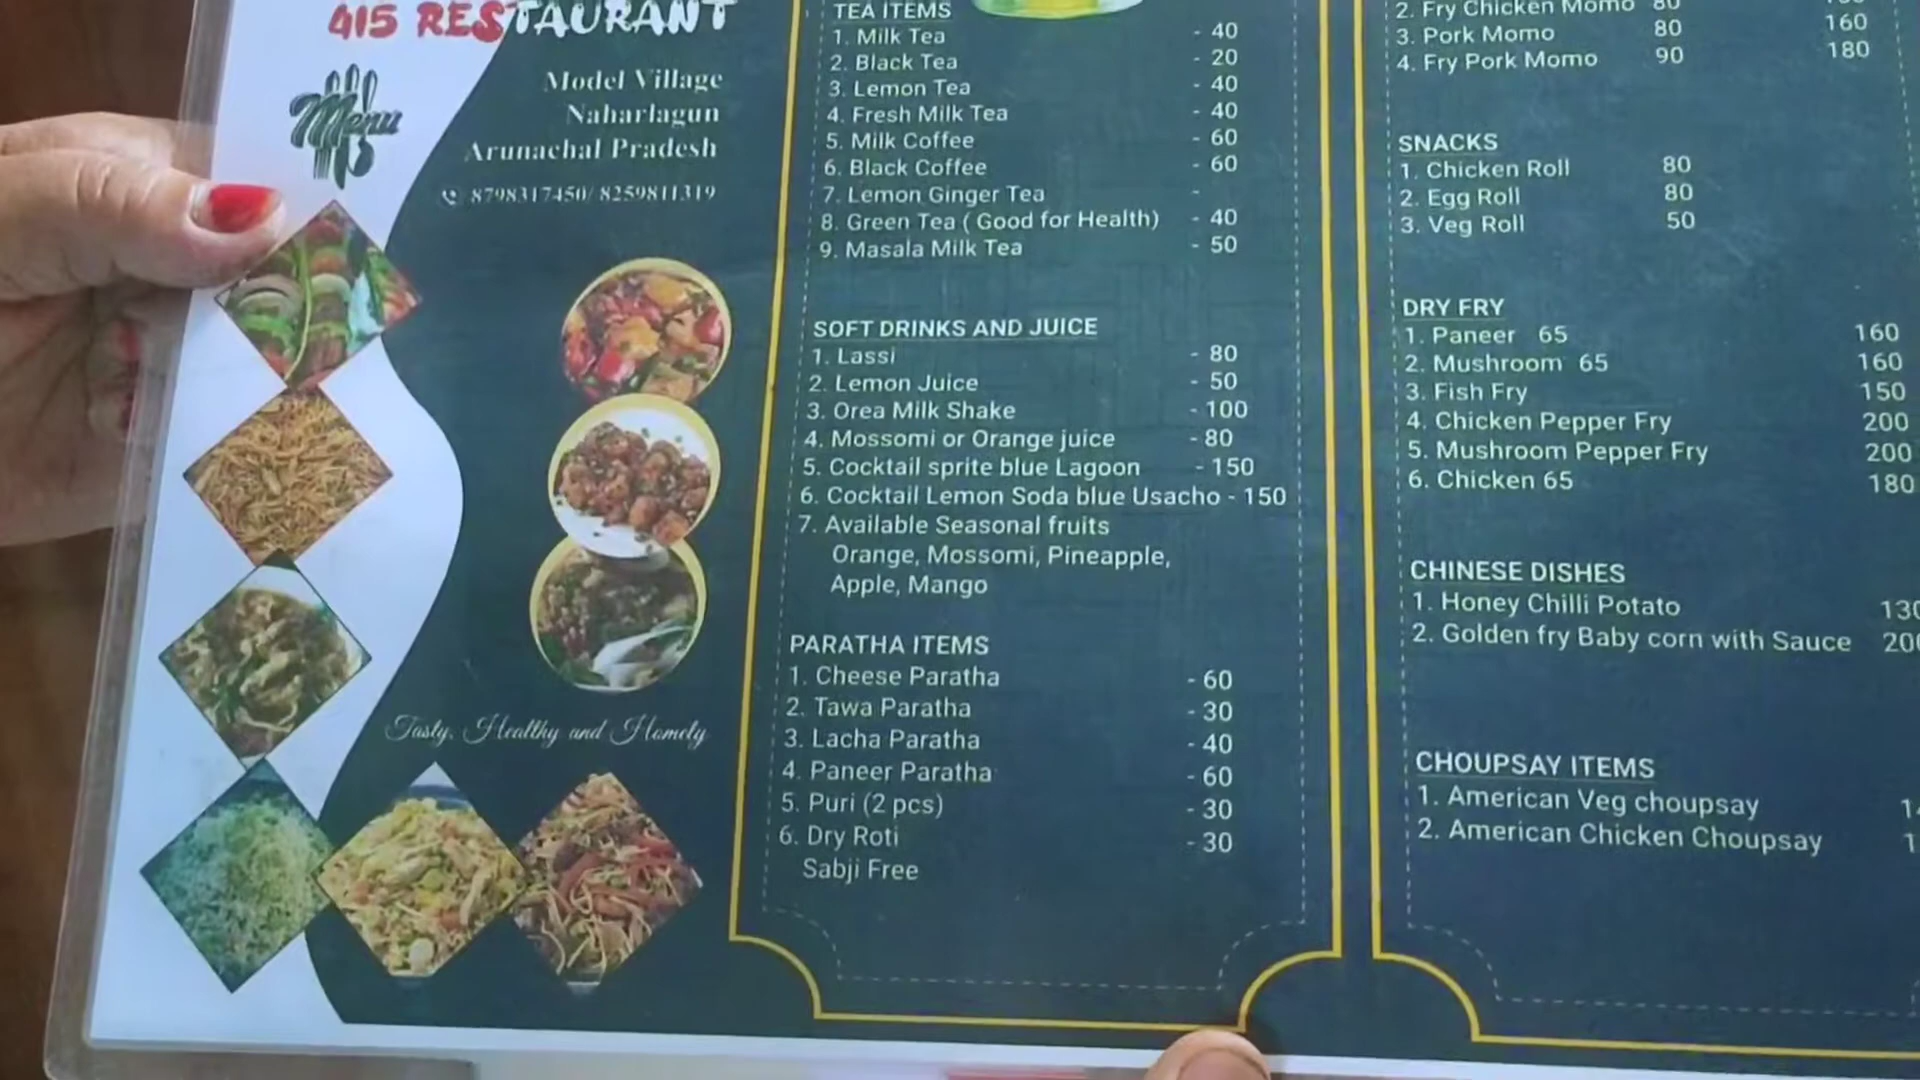 415 RESTAURANT
Menu
Model Village
Naharlagun
Arunachal Pradesh
8798317450/ 8259811319
Tasty, Healthy and Homely
TEA ITEMS
1. Milk Tea - 40
2. Black Tea - 20
3. Lemon Tea - 40
4. Fresh Milk Tea - 40
5. Milk Coffee - 60
6. Black Coffee - 60
7. Lemon Ginger Tea -
8. Green Tea ( Good for Health) - 40
9. Masala Milk Tea - 50
SOFT DRINKS AND JUICE
1. Lassi - 80
2. Lemon Juice - 50
3. Orea Milk Shake - 100
4. Mossomi or Orange juice - 80
5. Cocktail sprite blue Lagoon - 150
6. Cocktail Lemon Soda blue Usacho - 150
7. Available Seasonal fruits
Orange, Mossomi, Pineapple,
Apple, Mango
PARATHA ITEMS
1. Cheese Paratha - 60
2. Tawa Paratha - 30
3. Lacha Paratha - 40
4. Paneer Paratha - 60
5. Puri (2 pcs) - 30
6. Dry Roti - 30
Sabji Free
2. Fry Chicken Momo 80
3. Pork Momo 80 160
4. Fry Pork Momo 90 180
SNACKS
1. Chicken Roll 80
2. Egg Roll 80
3. Veg Roll 50
DRY FRY
1. Paneer 65 160
2. Mushroom 65 160
3. Fish Fry 150
4. Chicken Pepper Fry 200
5. Mushroom Pepper Fry 200
6. Chicken 65 180
CHINESE DISHES
1. Honey Chilli Potato 130
2. Golden fry Baby corn with Sauce 200
CHOUPSAY ITEMS
1. American Veg choupsay
2. American Chicken Choupsay